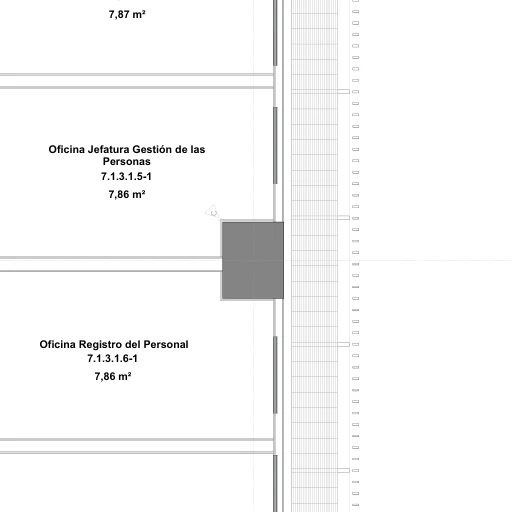 7,87 m²
Oficina Jefatura Gestión de las
Personas
7.1.3.1.5-1
7,86 m²
Oficina Registro del Personal
7.1.3.1.6-1
7,86 m²